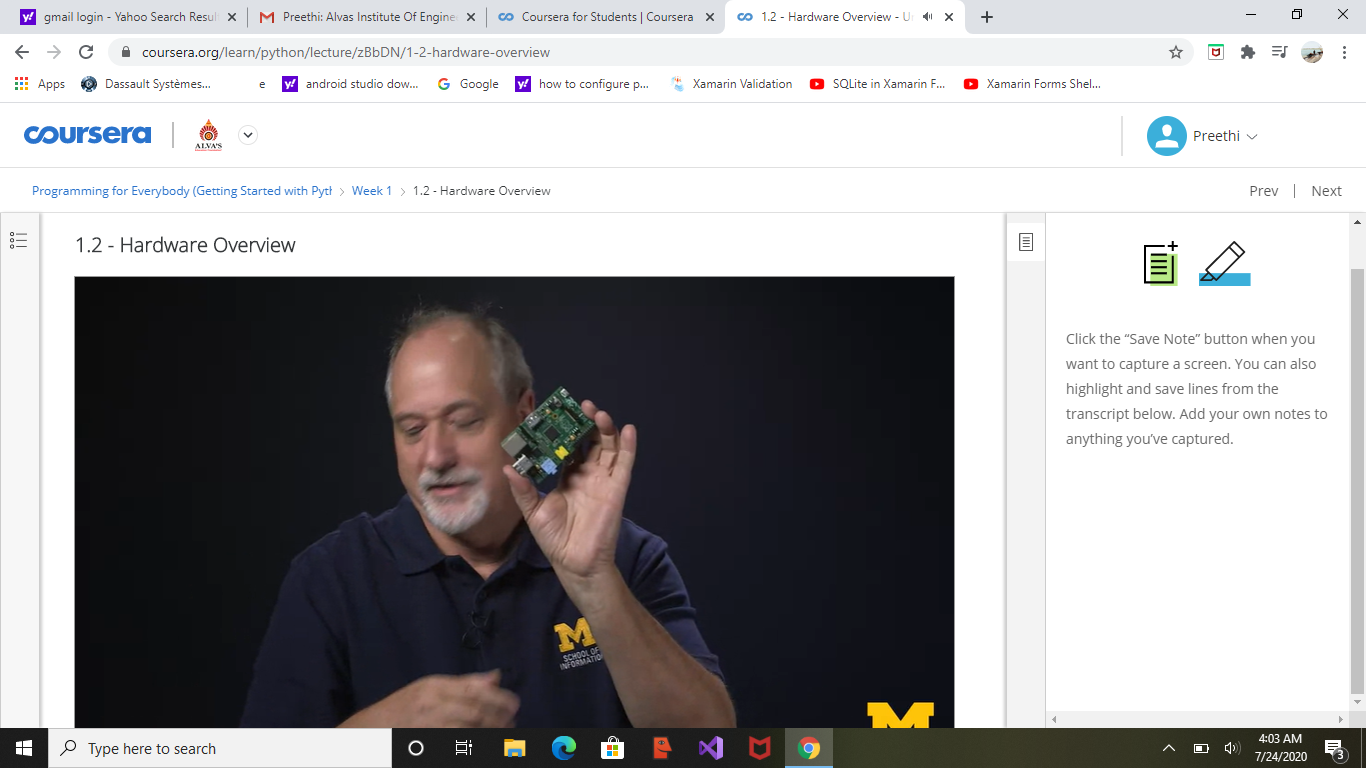 gmail login - Yahoo Search Resul
Preethi: Alvas Institute Of Engine
Coursera for Students | Coursera
1.2 - Hardware Overview - Un
coursera.org/learn/python/lecture/zBbDN/1-2-hardware-overview
Apps
Dassault Systèmes...
e
android studio dow...
Google
how to configure p...
Xamarin Validation
SQLite in Xamarin F...
Xamarin Forms Shel...
coursera
ALVA'S
Preethi
Programming for Everybody (Getting Started with Pyth
Week 1
1.2 - Hardware Overview
Prev
Next
1.2 - Hardware Overview
M
SCHOOL OF
INFORMATION
M
Click the “Save Note” button when you
want to capture a screen. You can also
highlight and save lines from the
transcript below. Add your own notes to
anything you’ve captured.
Type here to search
4:03 AM
7/24/2020
3